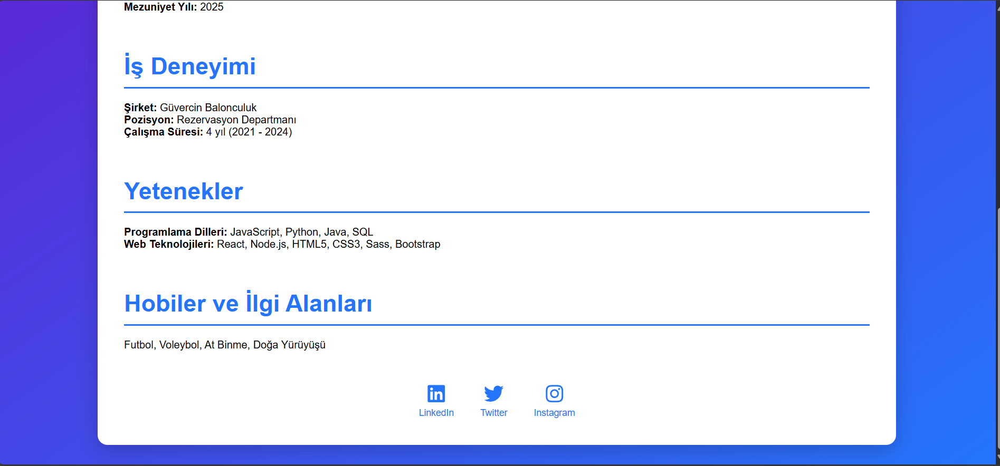 Mezuniyet Yılı: 2025
İş Deneyimi
Şirket: Güvercin Balonculuk
Pozisyon: Rezervasyon Departmanı
Çalışma Süresi: 4 yıl (2021 - 2024)
Yetenekler
Programlama Dilleri: JavaScript, Python, Java, SQL
Web Teknolojileri: React, Node.js, HTML5, CSS3, Sass, Bootstrap
Hobiler ve İlgi Alanları
Futbol, Voleybol, At Binme, Doğa Yürüyüşü
LinkedIn Twitter Instagram